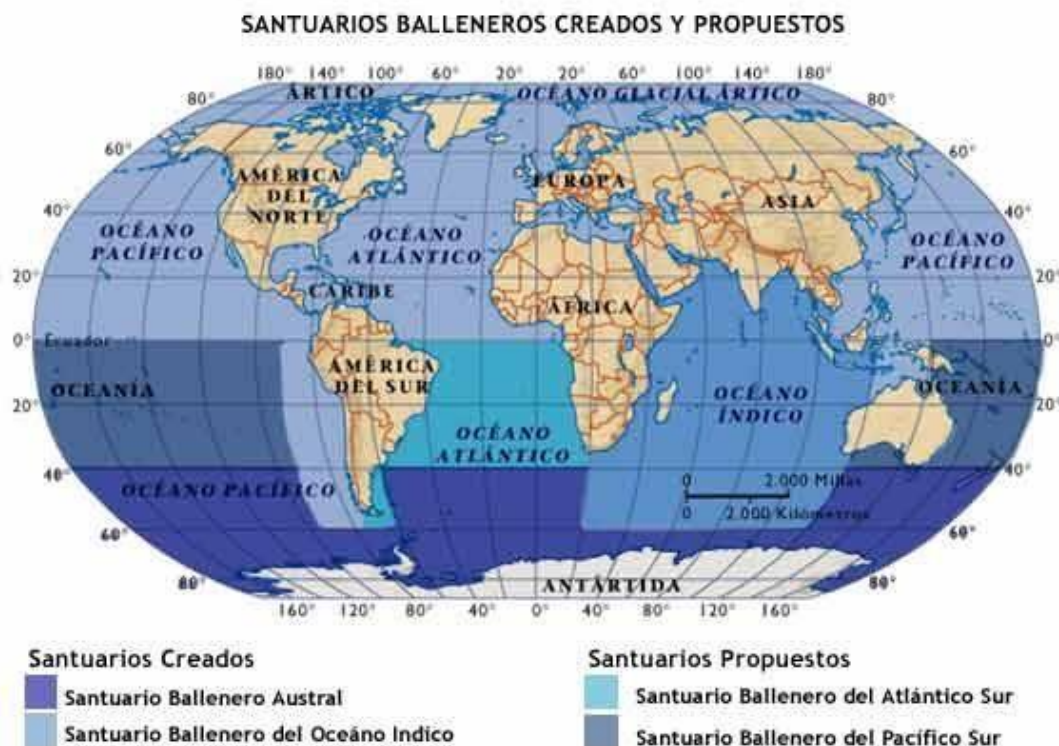 SANTUARIOS BALLENEROS CREADOS Y PROPUESTOS
180° 140° 100° 60° 20° 20° 60° 100° 140° 180°
ÁRTICO
OCÉANO GLACIAL ÁRTICO
80°
80°
60°
60°
AMÉRICA
DEL
NORTE
EUROPA
ASIA
40°
40°
OCÉANO
PACÍFICO
OCÉANO
ATLÁNTICO
OCÉANO
PACÍFICO
20°
20°
CARIBE
ÁFRICA
0°
Ecuador
0°
OCEANÍA
AMÉRICA
DEL SUR
OCÉANO
ÍNDICO
OCEANÍA
20°
20°
OCÉANO
ATLÁNTICO
40°
40°
OCÉANO PACÍFICO
0 2.000 Millas
0 2.000 Kilómetros
60°
60°
80°
80°
ANTÁRTIDA
160° 120° 80° 40° 0° 40° 80° 120° 160°
Santuarios Creados
Santuario Ballenero Austral
Santuario Ballenero del Oceáno Indico
Santuarios Propuestos
Santuario Ballenero del Atlántico Sur
Santuario Ballenero del Pacífico Sur